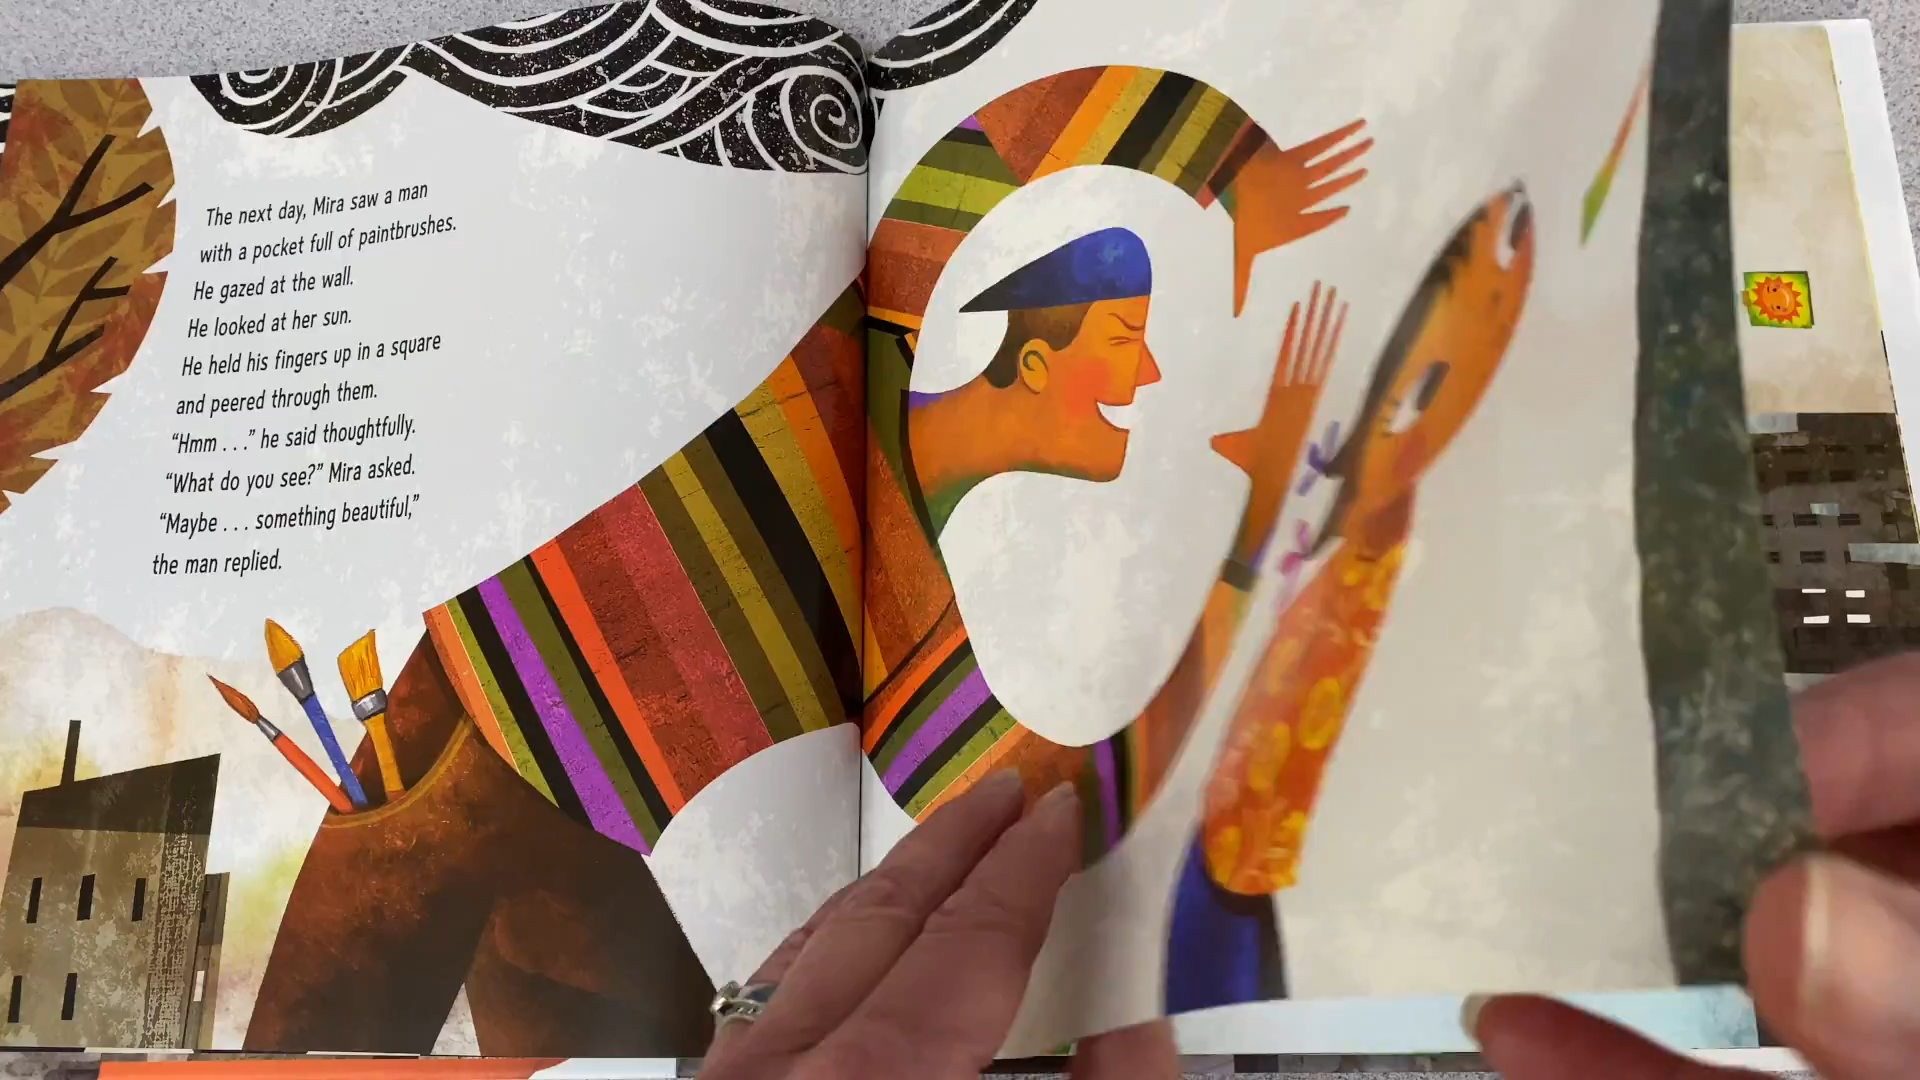 The next day, Mira saw a man
with a pocket full of paintbrushes.
He gazed at the wall.
He looked at her sun.
He held his fingers up in a square
and peered through them.
“Hmm . . .” he said thoughtfully.
“What do you see?” Mira asked.
“Maybe . . . something beautiful,”
the man replied.